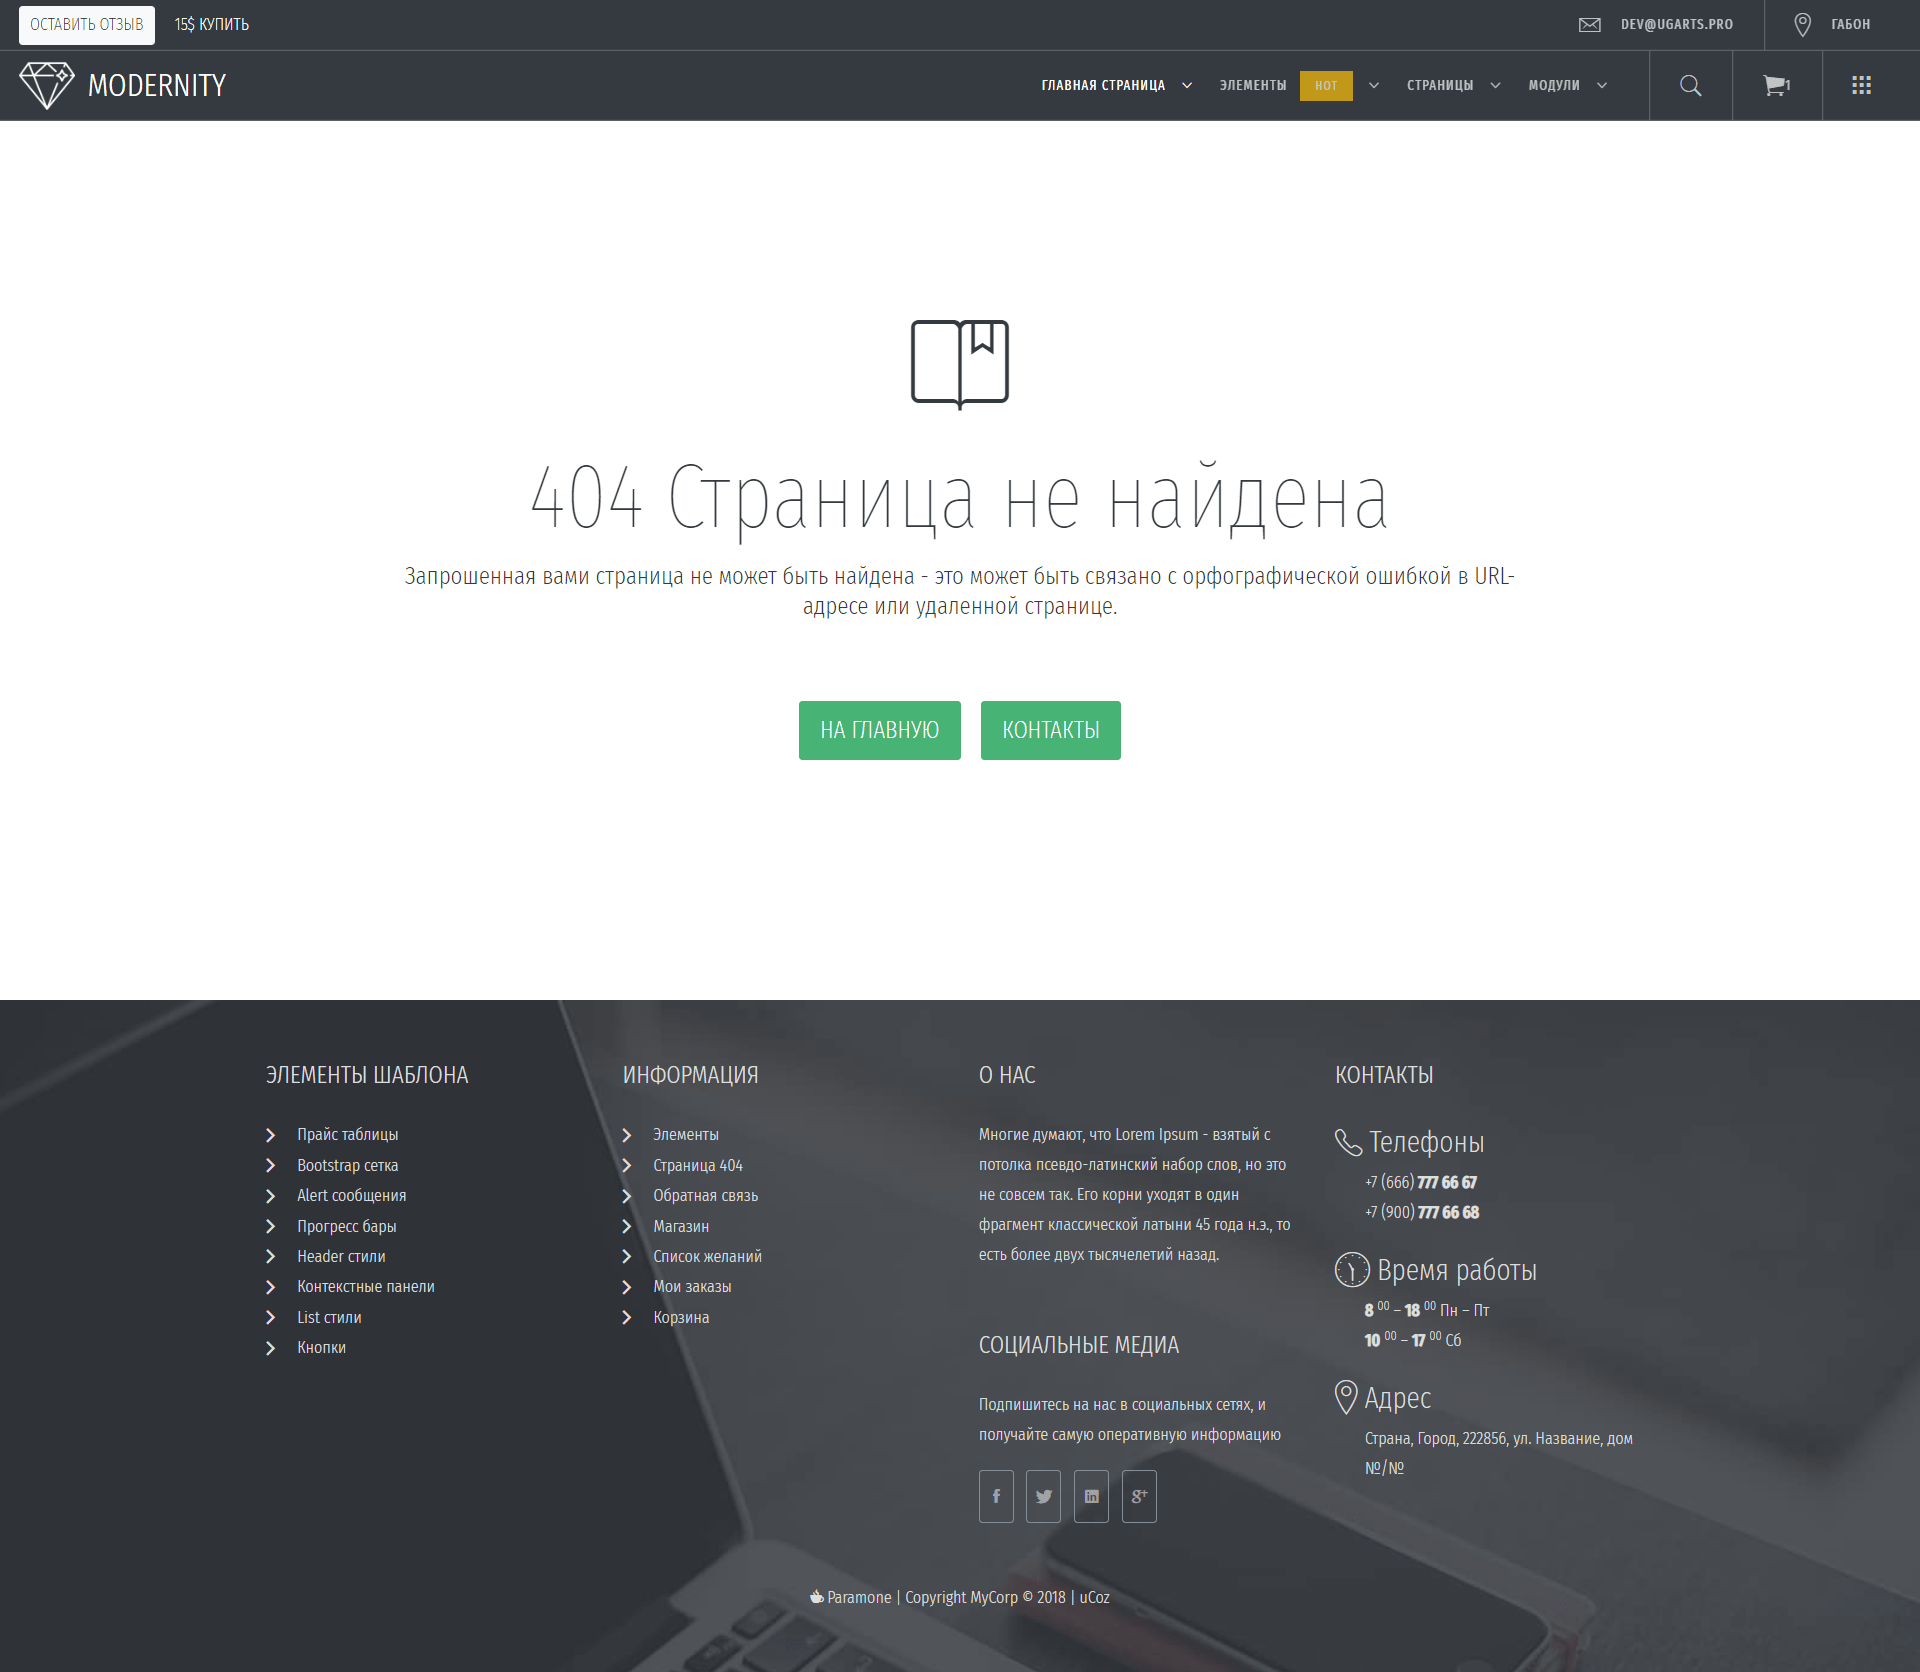 ОСТАВИТЬ ОТЗЫВ
15$ КУПИТЬ
DEV@UGARTS.PRO
ГАБОН
MODERNITY
ГЛАВНАЯ СТРАНИЦА
ЭЛЕМЕНТЫ
HOT
СТРАНИЦЫ
МОДУЛИ
1
404 Страница не найдена
Запрошенная вами страница не может быть найдена - это может быть связано с орфографической ошибкой в URL-
адресе или удаленной странице.
НА ГЛАВНУЮ
КОНТАКТЫ
ЭЛЕМЕНТЫ ШАБЛОНА
Прайс таблицы
Bootstrap сетка
Alert сообщения
Прогресс бары
Header стили
Контекстные панели
List стили
Кнопки
ИНФОРМАЦИЯ
Элементы
Страница 404
Обратная связь
Магазин
Список желаний
Мои заказы
Корзина
О НАС
Многие думают, что Lorem Ipsum - взятый с
потолка псевдо-латинский набор слов, но это
не совсем так. Его корни уходят в один
фрагмент классической латыни 45 года н.э., то
есть более двух тысячелетий назад.
СОЦИАЛЬНЫЕ МЕДИА
Подпишитесь на нас в социальных сетях, и
получайте самую оперативную информацию
КОНТАКТЫ
Телефоны
+7 (666) 777 66 67
+7 (900) 777 66 68
Время работы
8 00 – 18 00 Пн – Пт
10 00 – 17 00 Сб
Адрес
Страна, Город, 222856, ул. Название, дом
№/№
Paramone | Copyright MyCorp © 2018 | uCoz